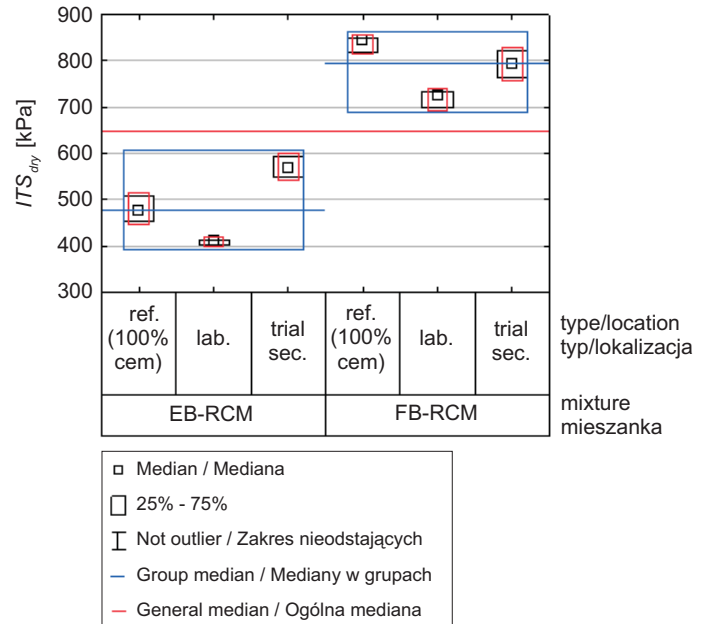 900
800
700
600
500
400
300
ITS_dry [kPa]
ref. (100% cem)
lab.
trial sec.
ref. (100% cem)
lab.
trial sec.
type/location
typ/lokalizacja
EB-RCM
FB-RCM
mixture
mieszanka
Median / Mediana
25% - 75%
Not outlier / Zakres nieodstających
Group median / Mediany w grupach
General median / Ogólna mediana